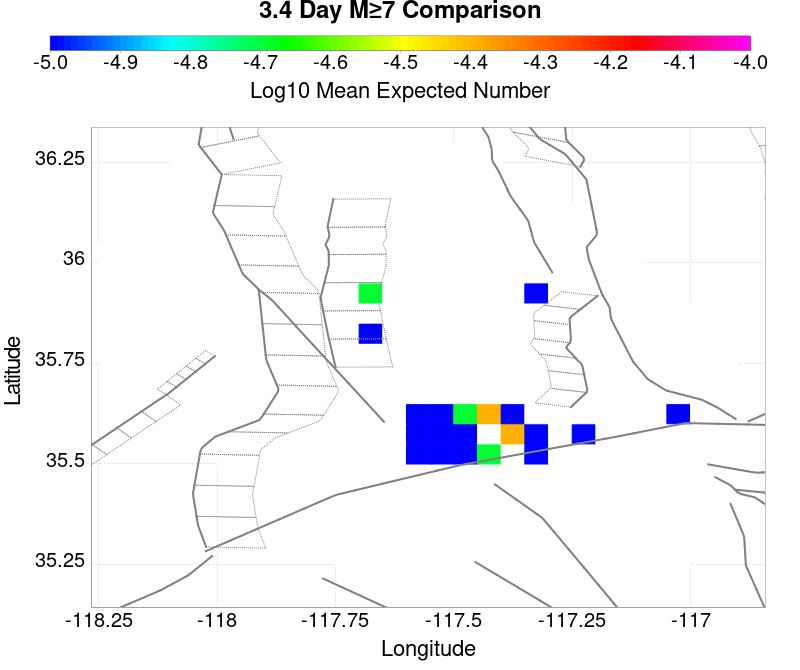 3.4 Day M≥7 Comparison
-5.0 -4.9 -4.8 -4.7 -4.6 -4.5 -4.4 -4.3 -4.2 -4.1 -4.0
Log10 Mean Expected Number
36.25
36
35.75
35.5
35.25
Latitude
-118.25 -118 -117.75 -117.5 -117.25 -117
Longitude